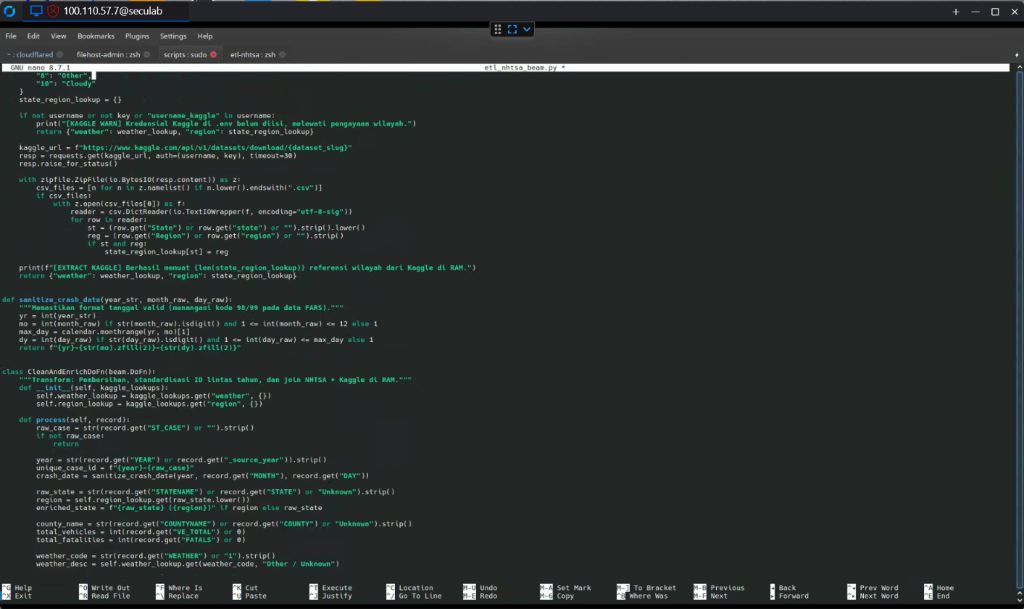 100.110.57.7@seculab
File Edit View Bookmarks Plugins Settings Help
~ : cloudflared filehost-admin : zsh scripts : sudo etl-nhtsa : zsh
GNU nano 8.7.1 etl_nhtsa_beam.py *
"8": "Other",
"10": "Cloudy"
}
state_region_lookup = {}
if not username or not key or "username_kaggle" in username:
print("[KAGGLE WARN] Kredensial Kaggle di .env belum diisi, melewati pengayaan wilayah.")
return {"weather": weather_lookup, "region": state_region_lookup}
kaggle_url = f"https://www.kaggle.com/api/v1/datasets/download/{dataset_slug}"
resp = requests.get(kaggle_url, auth=(username, key), timeout=30)
resp.raise_for_status()
with zipfile.ZipFile(io.BytesIO(resp.content)) as z:
csv_files = [n for n in z.namelist() if n.lower().endswith(".csv")]
if csv_files:
with z.open(csv_files[0]) as f:
reader = csv.DictReader(io.TextIOWrapper(f, encoding="utf-8-sig"))
for row in reader:
st = (row.get("State") or row.get("state") or "").strip().lower()
reg = (row.get("Region") or row.get("region") or "").strip()
if st and reg:
state_region_lookup[st] = reg
print(f"[EXTRACT KAGGLE] Berhasil memuat {len(state_region_lookup)} referensi wilayah dari Kaggle di RAM.")
return {"weather": weather_lookup, "region": state_region_lookup}
def sanitize_crash_date(year_str, month_raw, day_raw):
"""Memastikan format tanggal valid (menangani kode 98/99 pada data FARS)."""
yr = int(year_str)
mo = int(month_raw) if str(month_raw).isdigit() and 1 <= int(month_raw) <= 12 else 1
max_day = calendar.monthrange(yr, mo)[1]
dy = int(day_raw) if str(day_raw).isdigit() and 1 <= int(day_raw) <= max_day else 1
return f"{yr}-{str(mo).zfill(2)}-{str(dy).zfill(2)}"
class CleanAndEnrichDoFn(beam.DoFn):
"""Transform: Pembersihan, standardisasi ID lintas tahun, dan join NHTSA + Kaggle di RAM."""
def __init__(self, kaggle_lookups):
self.weather_lookup = kaggle_lookups.get("weather", {})
self.region_lookup = kaggle_lookups.get("region", {})
def process(self, record):
raw_case = str(record.get("ST_CASE") or "").strip()
if not raw_case:
return
year = str(record.get("YEAR") or record.get("_source_year")).strip()
unique_case_id = f"{year}-{raw_case}"
crash_date = sanitize_crash_date(year, record.get("MONTH"), record.get("DAY"))
raw_state = str(record.get("STATENAME") or record.get("STATE") or "Unknown").strip()
region = self.region_lookup.get(raw_state.lower())
enriched_state = f"{raw_state} ({region})" if region else raw_state
county_name = str(record.get("COUNTYNAME") or record.get("COUNTY") or "Unknown").strip()
total_vehicles = int(record.get("VE_TOTAL") or 0)
total_fatalities = int(record.get("FATALS") or 0)
weather_code = str(record.get("WEATHER") or "1").strip()
weather_desc = self.weather_lookup.get(weather_code, "Other / Unknown")
^G Help ^O Write Out ^F Where Is ^K Cut ^T Execute ^C Location M-U Undo M-A Set Mark M-] To Bracket M-B Previous ◂ Back ^◂ Prev Word ^A Home
^X Exit ^R Read File ^\ Replace ^U Paste ^J Justify ^/ Go To Line M-E Redo M-6 Copy ^B Where Was M-F Next ▸ Forward ^▸ Next Word ^E End